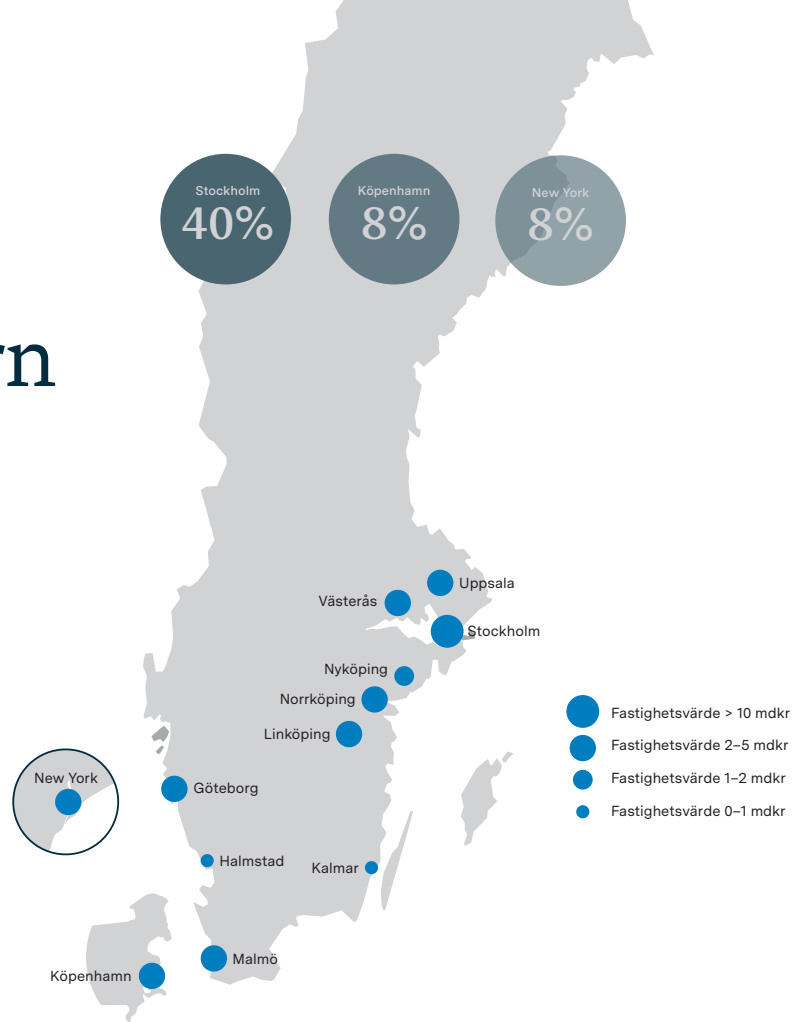 Stockholm
40%
Köpenhamn
8%
New York
8%
rn
Uppsala
Västerås
Stockholm
Nyköping
Norrköping
Linköping
Göteborg
New York
Halmstad
Kalmar
Malmö
Köpenhamn
Fastighetsvärde > 10 mdkr
Fastighetsvärde 2–5 mdkr
Fastighetsvärde 1–2 mdkr
Fastighetsvärde 0–1 mdkr